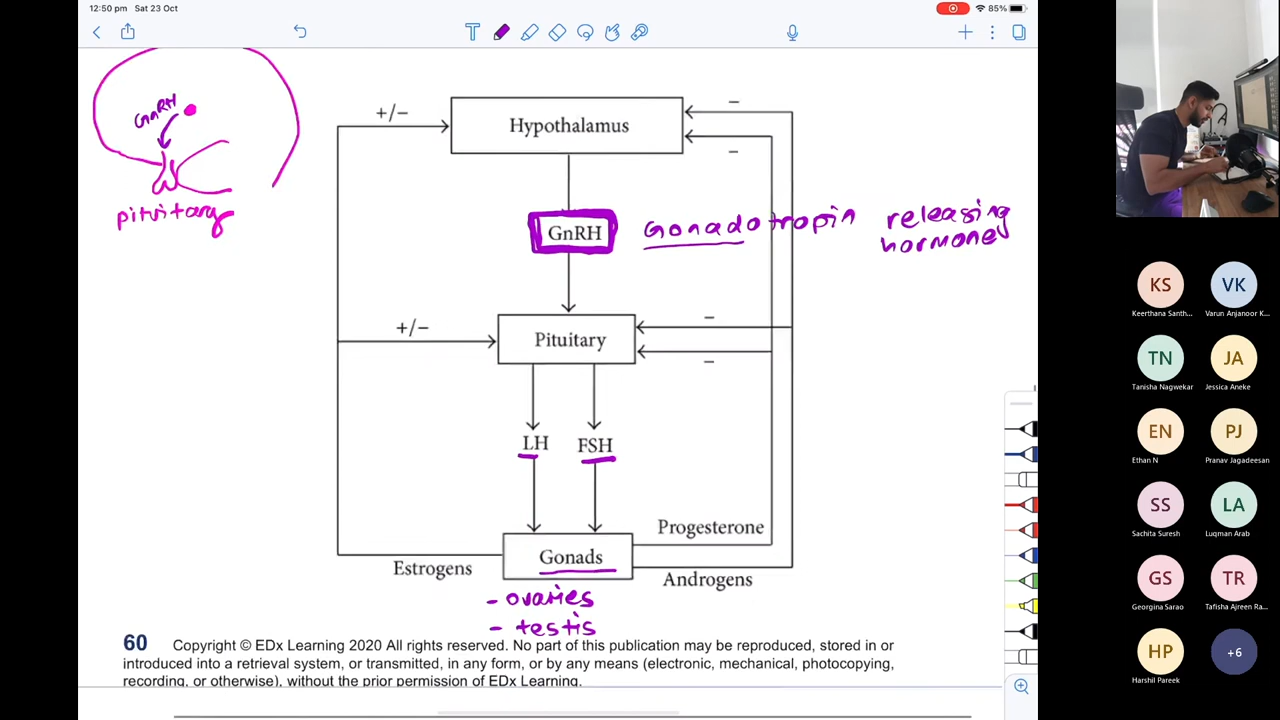 12:50 pm Sat 23 Oct
85%
GnRH
pituitary
+/−
Hypothalamus
−
−
GnRH
Gonadotropin releasing
hormone
+/−
Pituitary
−
−
LH
FSH
Progesterone
Gonads
Estrogens
Androgens
- ovaries
- testis
60 Copyright © EDx Learning 2020 All rights reserved. No part of this publication may be reproduced, stored in or
introduced into a retrieval system, or transmitted, in any form, or by any means (electronic, mechanical, photocopying,
recording, or otherwise), without the prior permission of EDx Learning.
KS
Keerthana Santh...
VK
Varun Anjanoor K...
TN
Tanisha Nagwekar
JA
Jessica Aneke
EN
Ethan N
PJ
Pranav Jagadeesan
SS
Sachita Suresh
LA
Luqman Arab
GS
Georgina Sarao
TR
Tafisha Ajreen Ra...
HP
Harshil Pareek
+6